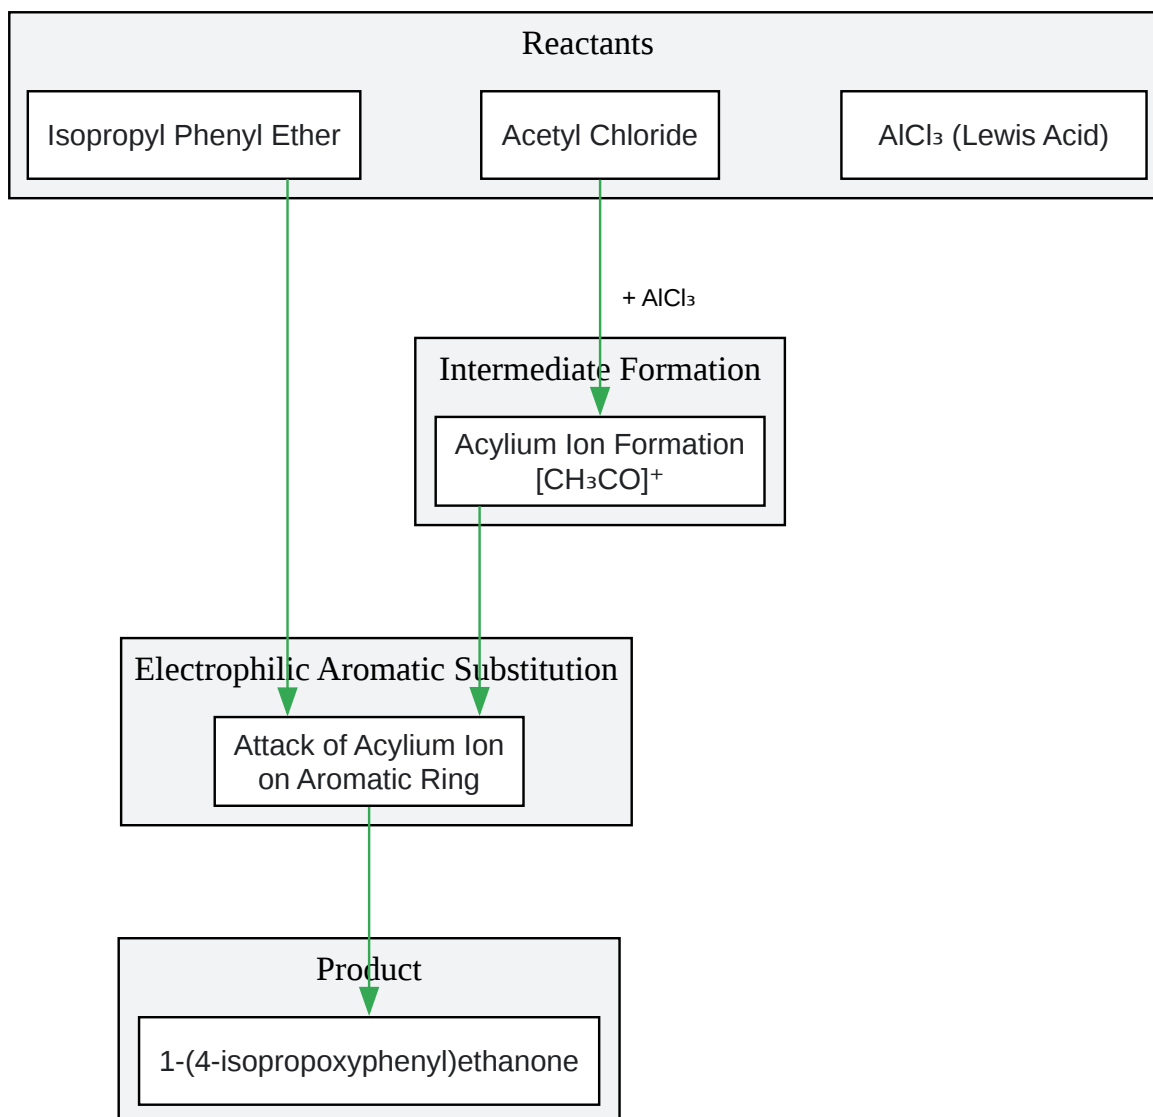 Reactants
Isopropyl Phenyl Ether
Acetyl Chloride
AlCl₃ (Lewis Acid)
+ AlCl₃
Intermediate Formation
Acylium Ion Formation
[CH₃CO]⁺
Electrophilic Aromatic Substitution
Attack of Acylium Ion
on Aromatic Ring
Product
1-(4-isopropoxyphenyl)ethanone